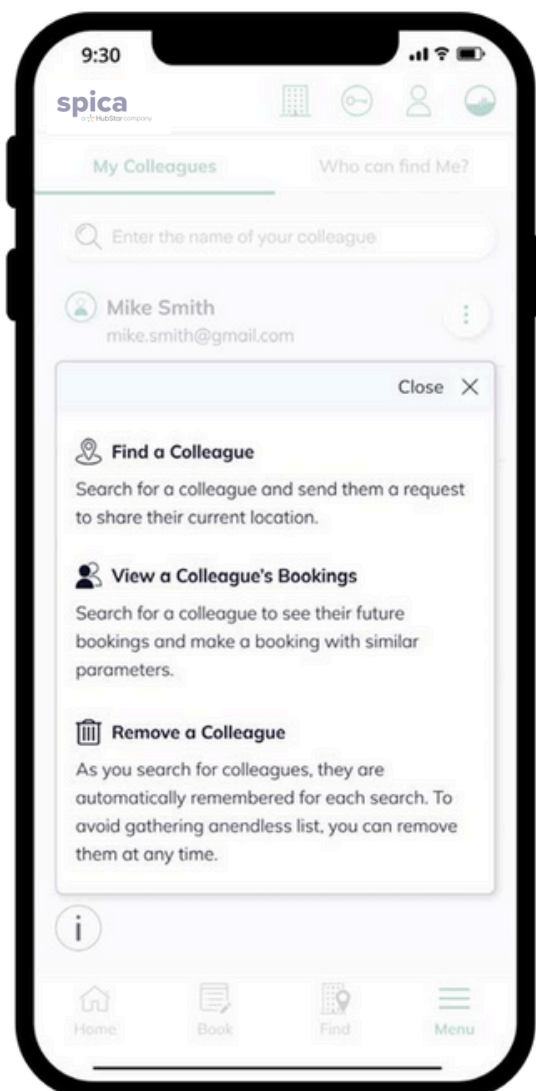 9:30
spica
a HubStar company
My Colleagues
Who can find Me?
Enter the name of your colleague
Mike Smith
mike.smith@gmail.com
Close
Find a Colleague
Search for a colleague and send them a request
to share their current location.
View a Colleague's Bookings
Search for a colleague to see their future
bookings and make a booking with similar
parameters.
Remove a Colleague
As you search for colleagues, they are
automatically remembered for each search. To
avoid gathering anendless list, you can remove
them at any time.
i
Home
Book
Find
Menu